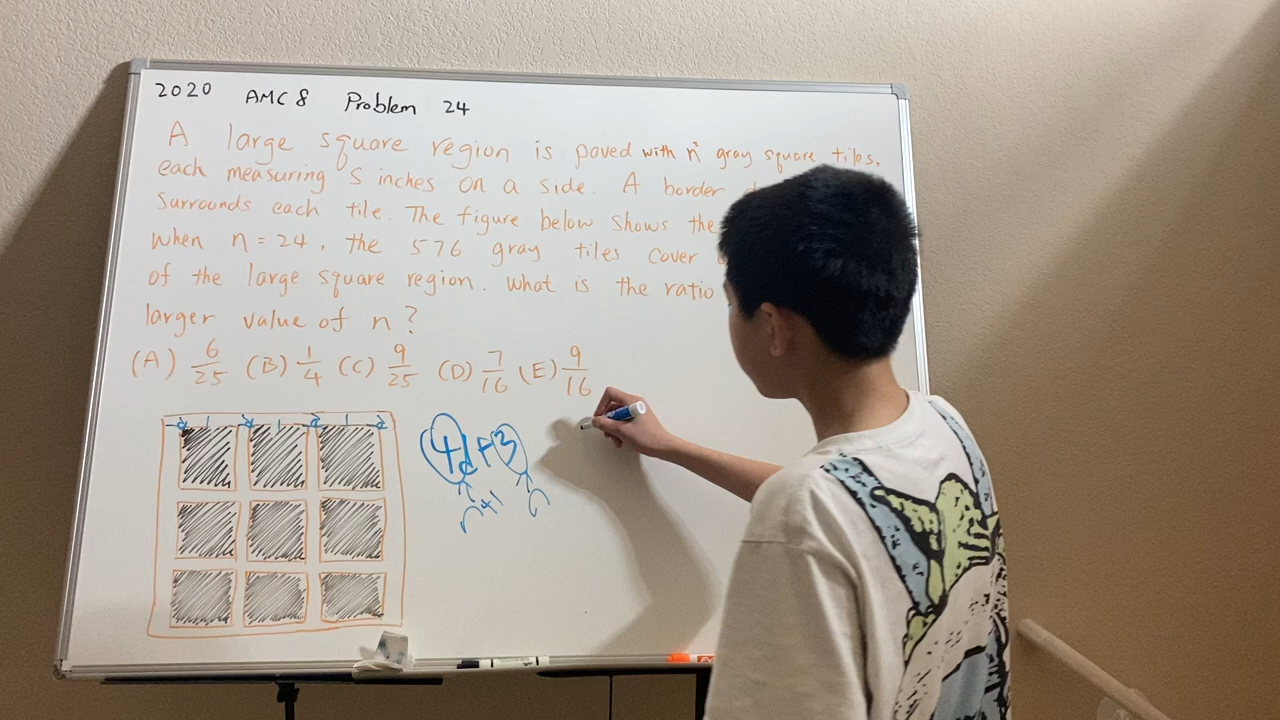 2020 AMC 8 Problem 24
A large square region is paved with n² gray square tiles,
each measuring s inches on a side. A border
surrounds each tile. The figure below shows the
when n = 24, the 576 gray tiles cover
of the large square region. What is the ratio
larger value of n?
(A) 6/25 (B) 1/4 (C) 9/25 (D) 7/16 (E) 9/16
d 1 d 1 d 1 d
4d+3
n+1 n